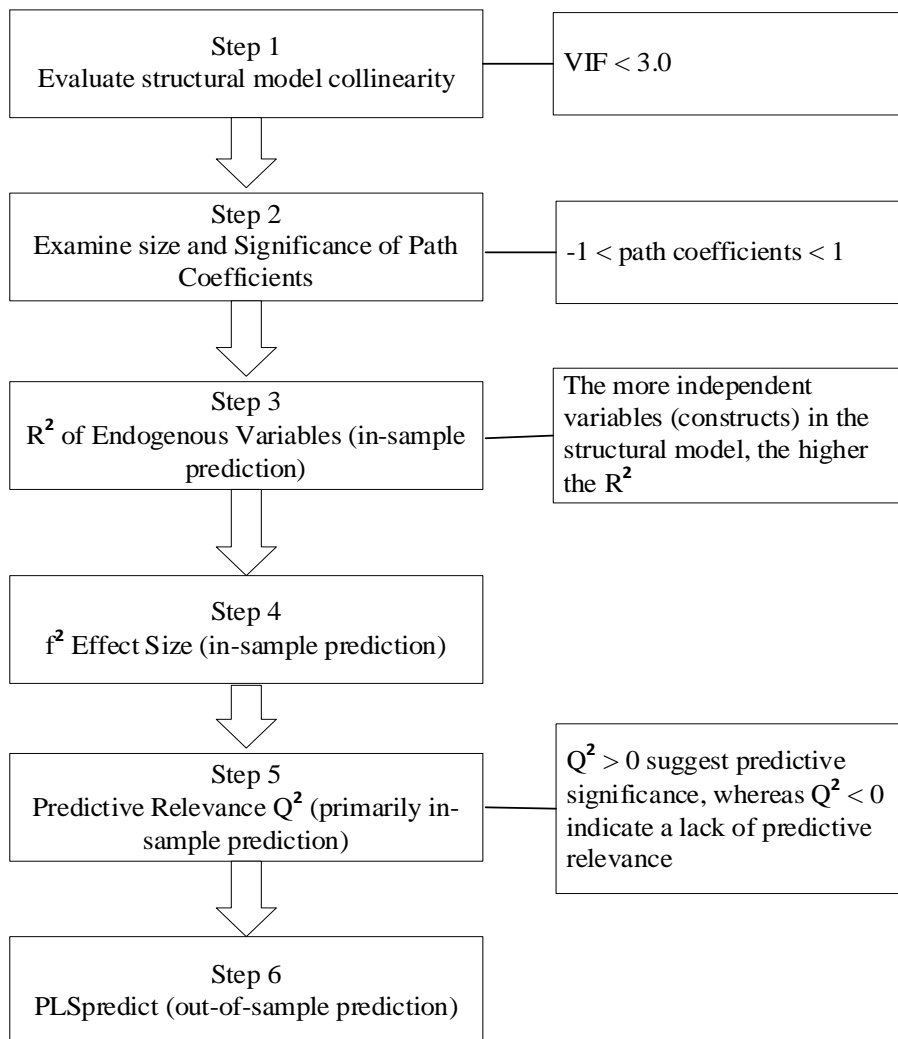 Step 1
Evaluate structural model collinearity
VIF < 3.0
Step 2
Examine size and Significance of Path
Coefficients
-1 < path coefficients < 1
Step 3
R² of Endogenous Variables (in-sample
prediction)
The more independent
variables (constructs) in the
structural model, the higher
the R²
Step 4
f² Effect Size (in-sample prediction)
Step 5
Predictive Relevance Q² (primarily in-
sample prediction)
Q² > 0 suggest predictive
significance, whereas Q² < 0
indicate a lack of predictive
relevance
Step 6
PLSpredict (out-of-sample prediction)